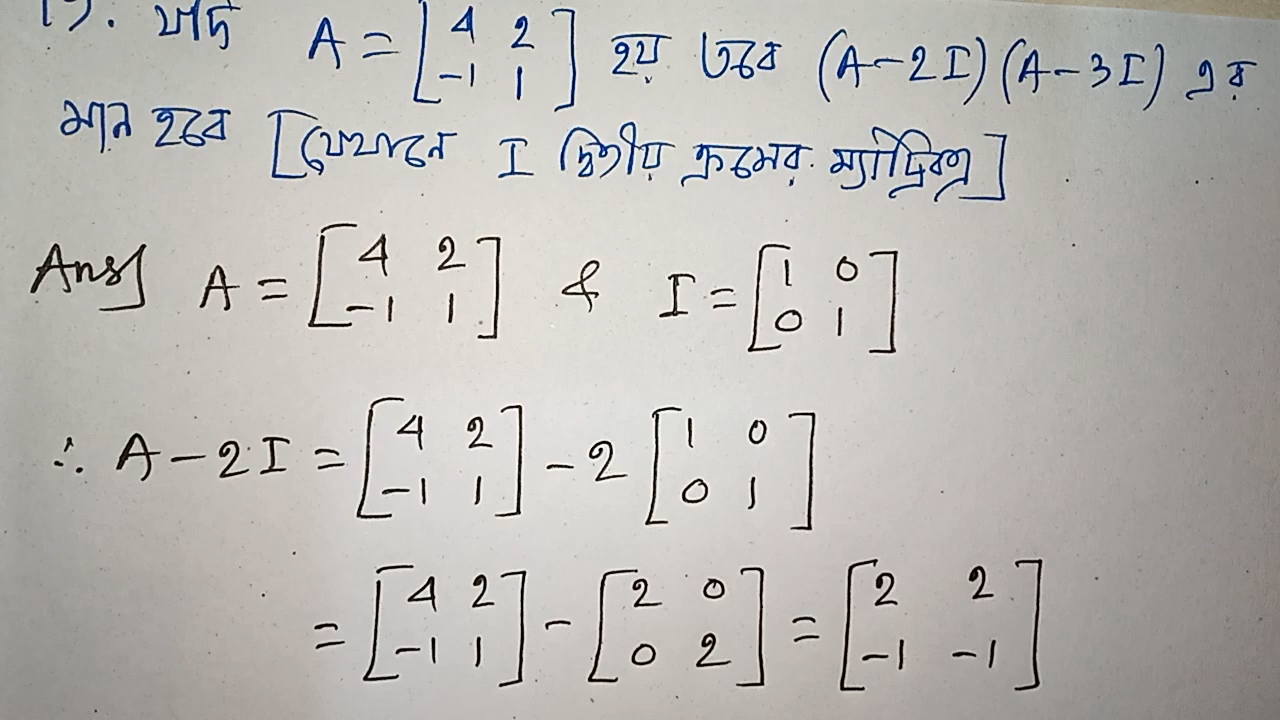 যদি A = [4 2 -1 1] হয় তবে (A-2I)(A-3I) এর
মান হবে [যেখানে I দ্বিতীয় ক্রমের ম্যাট্রিক্স]
Ans] A = [4 2 -1 1] & I = [1 0 0 1]
∴ A-2I = [4 2 -1 1] - 2 [1 0 0 1]
= [4 2 -1 1] - [2 0 0 2] = [2 2 -1 -1]